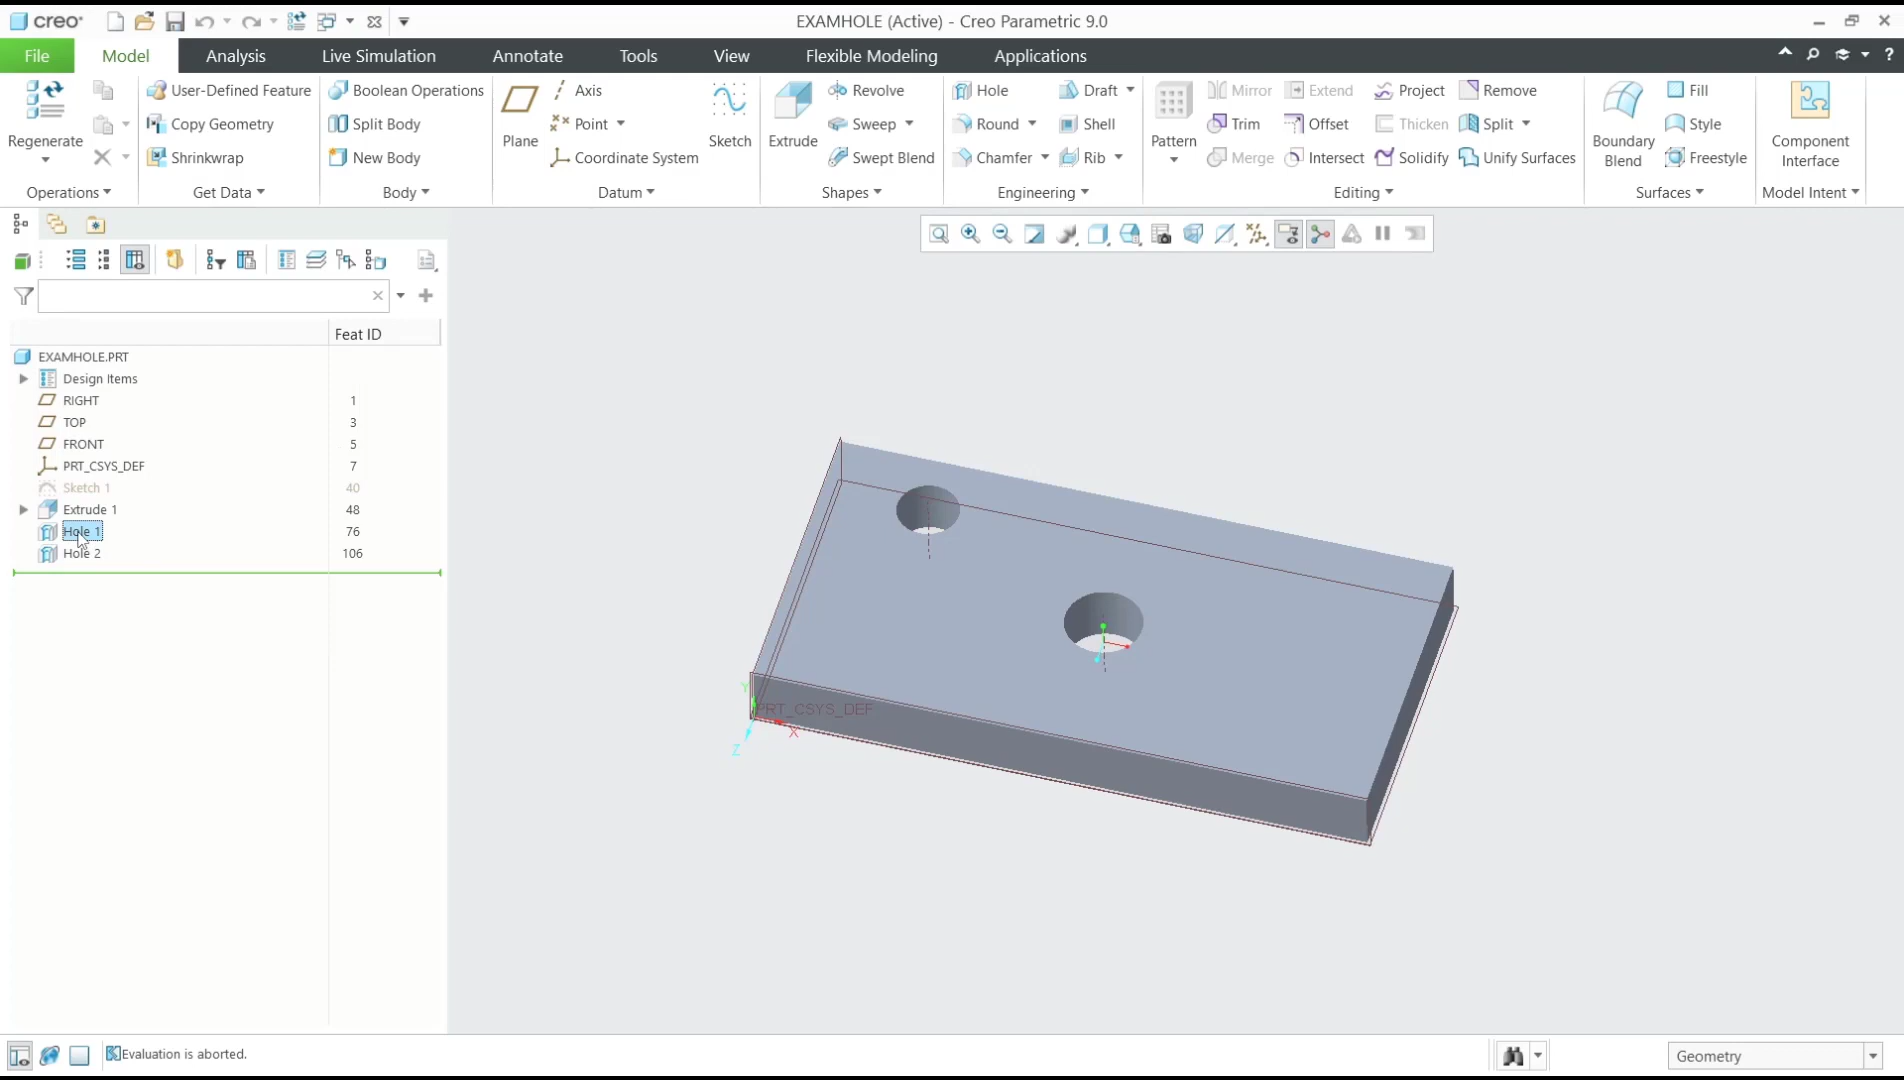 creo®
EXAMHOLE (Active) - Creo Parametric 9.0
File Model Analysis Live Simulation Annotate Tools View Flexible Modeling Applications
Regenerate
User-Defined Feature
Copy Geometry
Shrinkwrap
Boolean Operations
Split Body
New Body
Plane
Axis
Point
Coordinate System
Sketch
Extrude
Revolve
Sweep
Swept Blend
Hole
Round
Chamfer
Draft
Shell
Rib
Pattern
Mirror
Trim
Merge
Extend
Offset
Intersect
Project
Thicken
Solidify
Remove
Split
Unify Surfaces
Boundary
Blend
Fill
Style
Freestyle
Component
Interface
Operations Get Data Body Datum Shapes Engineering Editing Surfaces Model Intent
Feat ID
EXAMHOLE.PRT
Design Items
RIGHT 1
TOP 3
FRONT 5
PRT_CSYS_DEF 7
Sketch 1 40
Extrude 1 48
Hole 1 76
Hole 2 106
Y
PRT_CSYS_DEF
X
Z
Evaluation is aborted.
Geometry